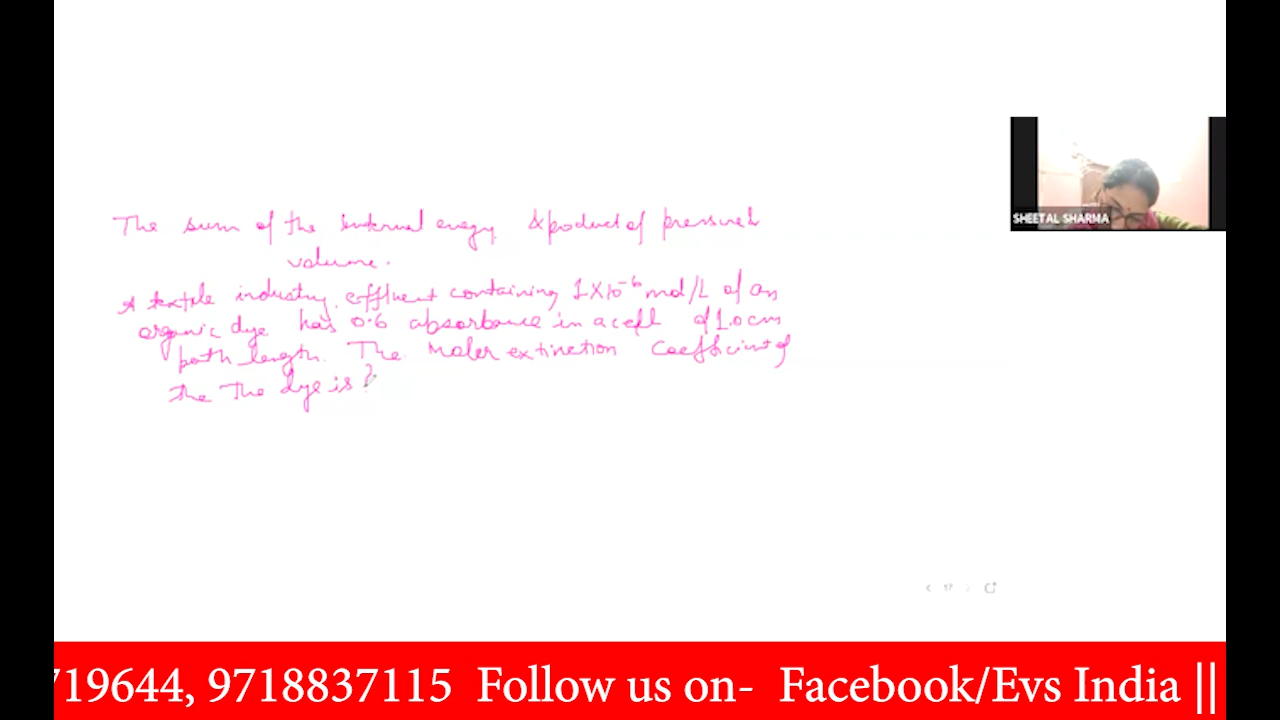 The sum of the internal energy & product of pressure &
volume.
A textile industry effluent containing 1X10⁻⁶ mol/L of an
organic dye has 0.6 absorbance in a cell of 1.0 cm
path length. The molar extinction coefficient of
the The dye is?
SHEETAL SHARMA
17
719644, 9718837115 Follow us on- Facebook/Evs India ||